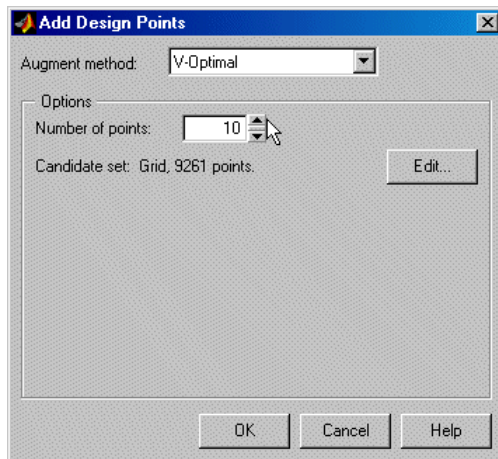 Add Design Points
Augment method: V-Optimal
Options
Number of points: 10
Candidate set: Grid, 9261 points. Edit...
OK Cancel Help